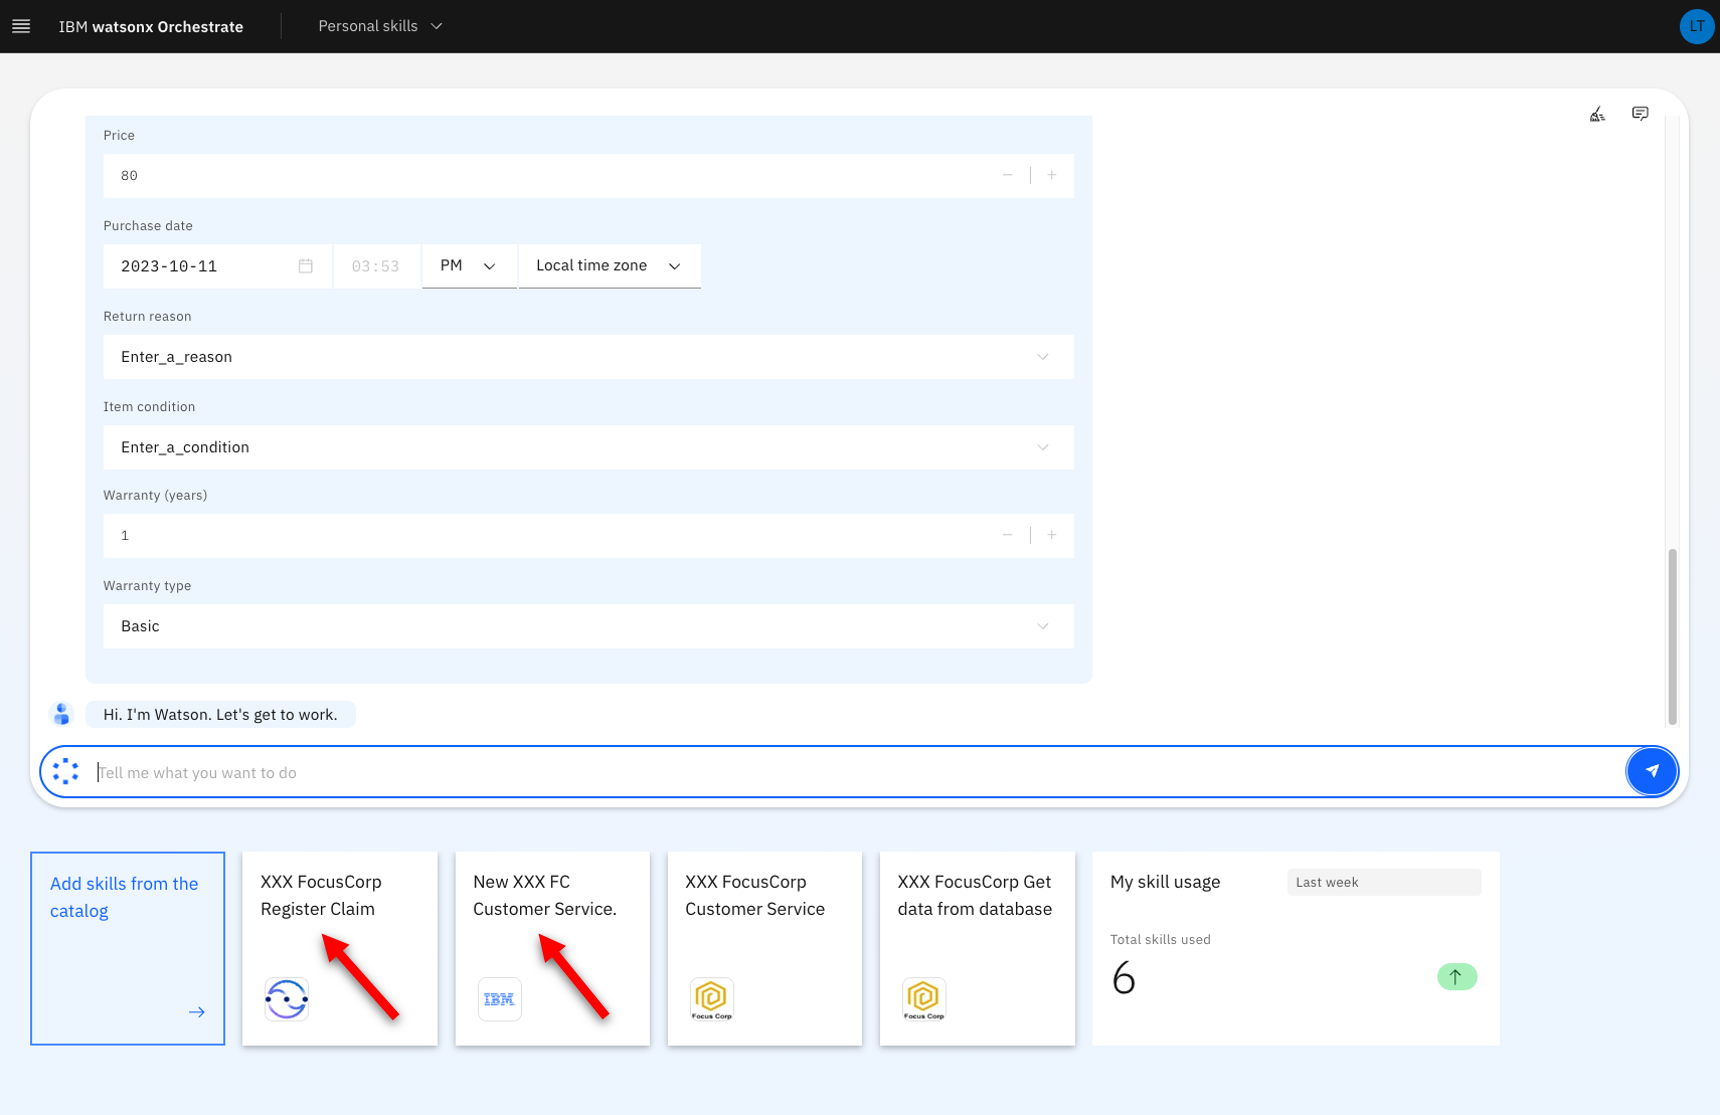 IBM watsonx Orchestrate
Personal skills
LT
Price
80
Purchase date
2023-10-11
03:53
PM
Local time zone
Return reason
Enter_a_reason
Item condition
Enter_a_condition
Warranty (years)
1
Warranty type
Basic
Hi. I'm Watson. Let's get to work.
Tell me what you want to do
Add skills from the
catalog
XXX FocusCorp
Register Claim
New XXX FC
Customer Service.
IBM
XXX FocusCorp
Customer Service
Focus Corp
XXX FocusCorp Get
data from database
Focus Corp
My skill usage
Last week
Total skills used
6